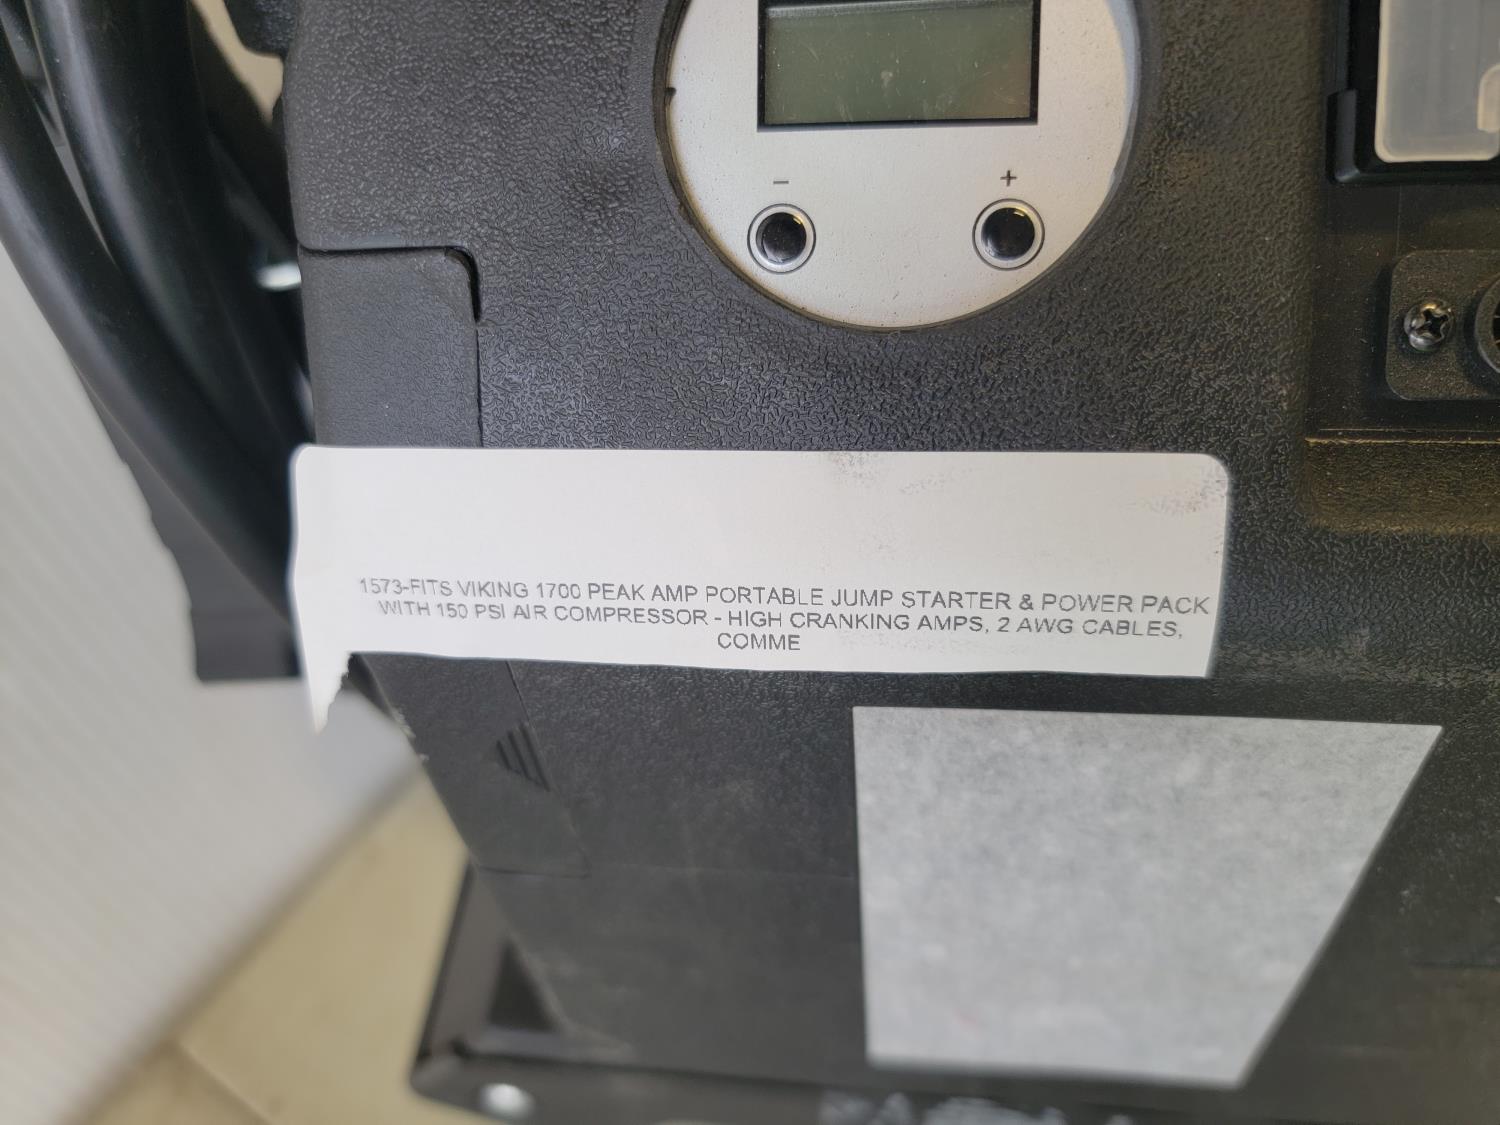 − +
1573-FITS VIKING 1700 PEAK AMP PORTABLE JUMP STARTER & POWER PACK
WITH 150 PSI AIR COMPRESSOR - HIGH CRANKING AMPS, 2 AWG CABLES,
COMME